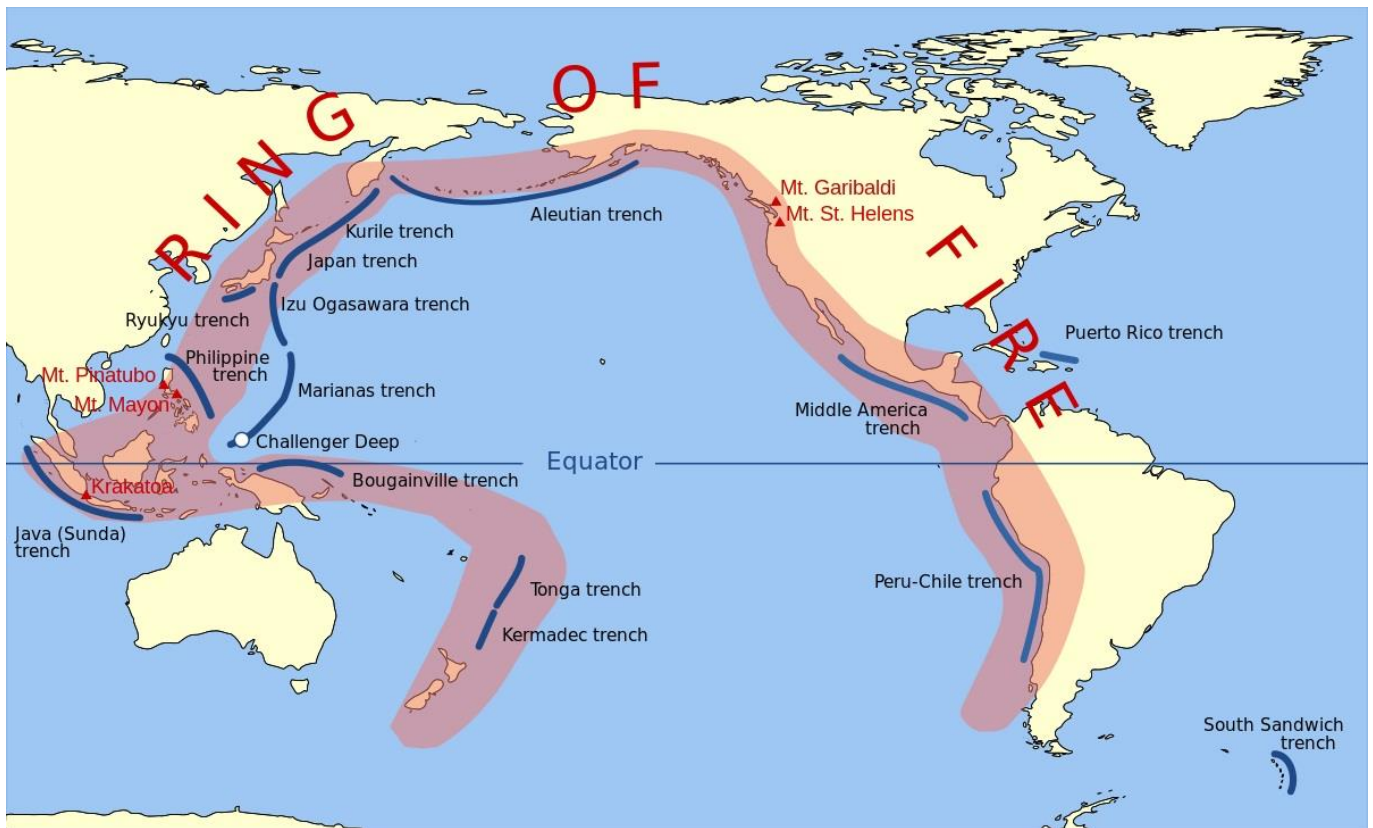 RING OF FIRE
Mt. Garibaldi
Mt. St. Helens
Aleutian trench
Kurile trench
Japan trench
Izu Ogasawara trench
Ryukyu trench
Puerto Rico trench
Philippine
trench
Mt. Pinatubo
Marianas trench
Mt. Mayon
Middle America
trench
Challenger Deep
Equator
Bougainville trench
Krakatoa
Java (Sunda)
trench
Peru-Chile trench
Tonga trench
Kermadec trench
South Sandwich
trench